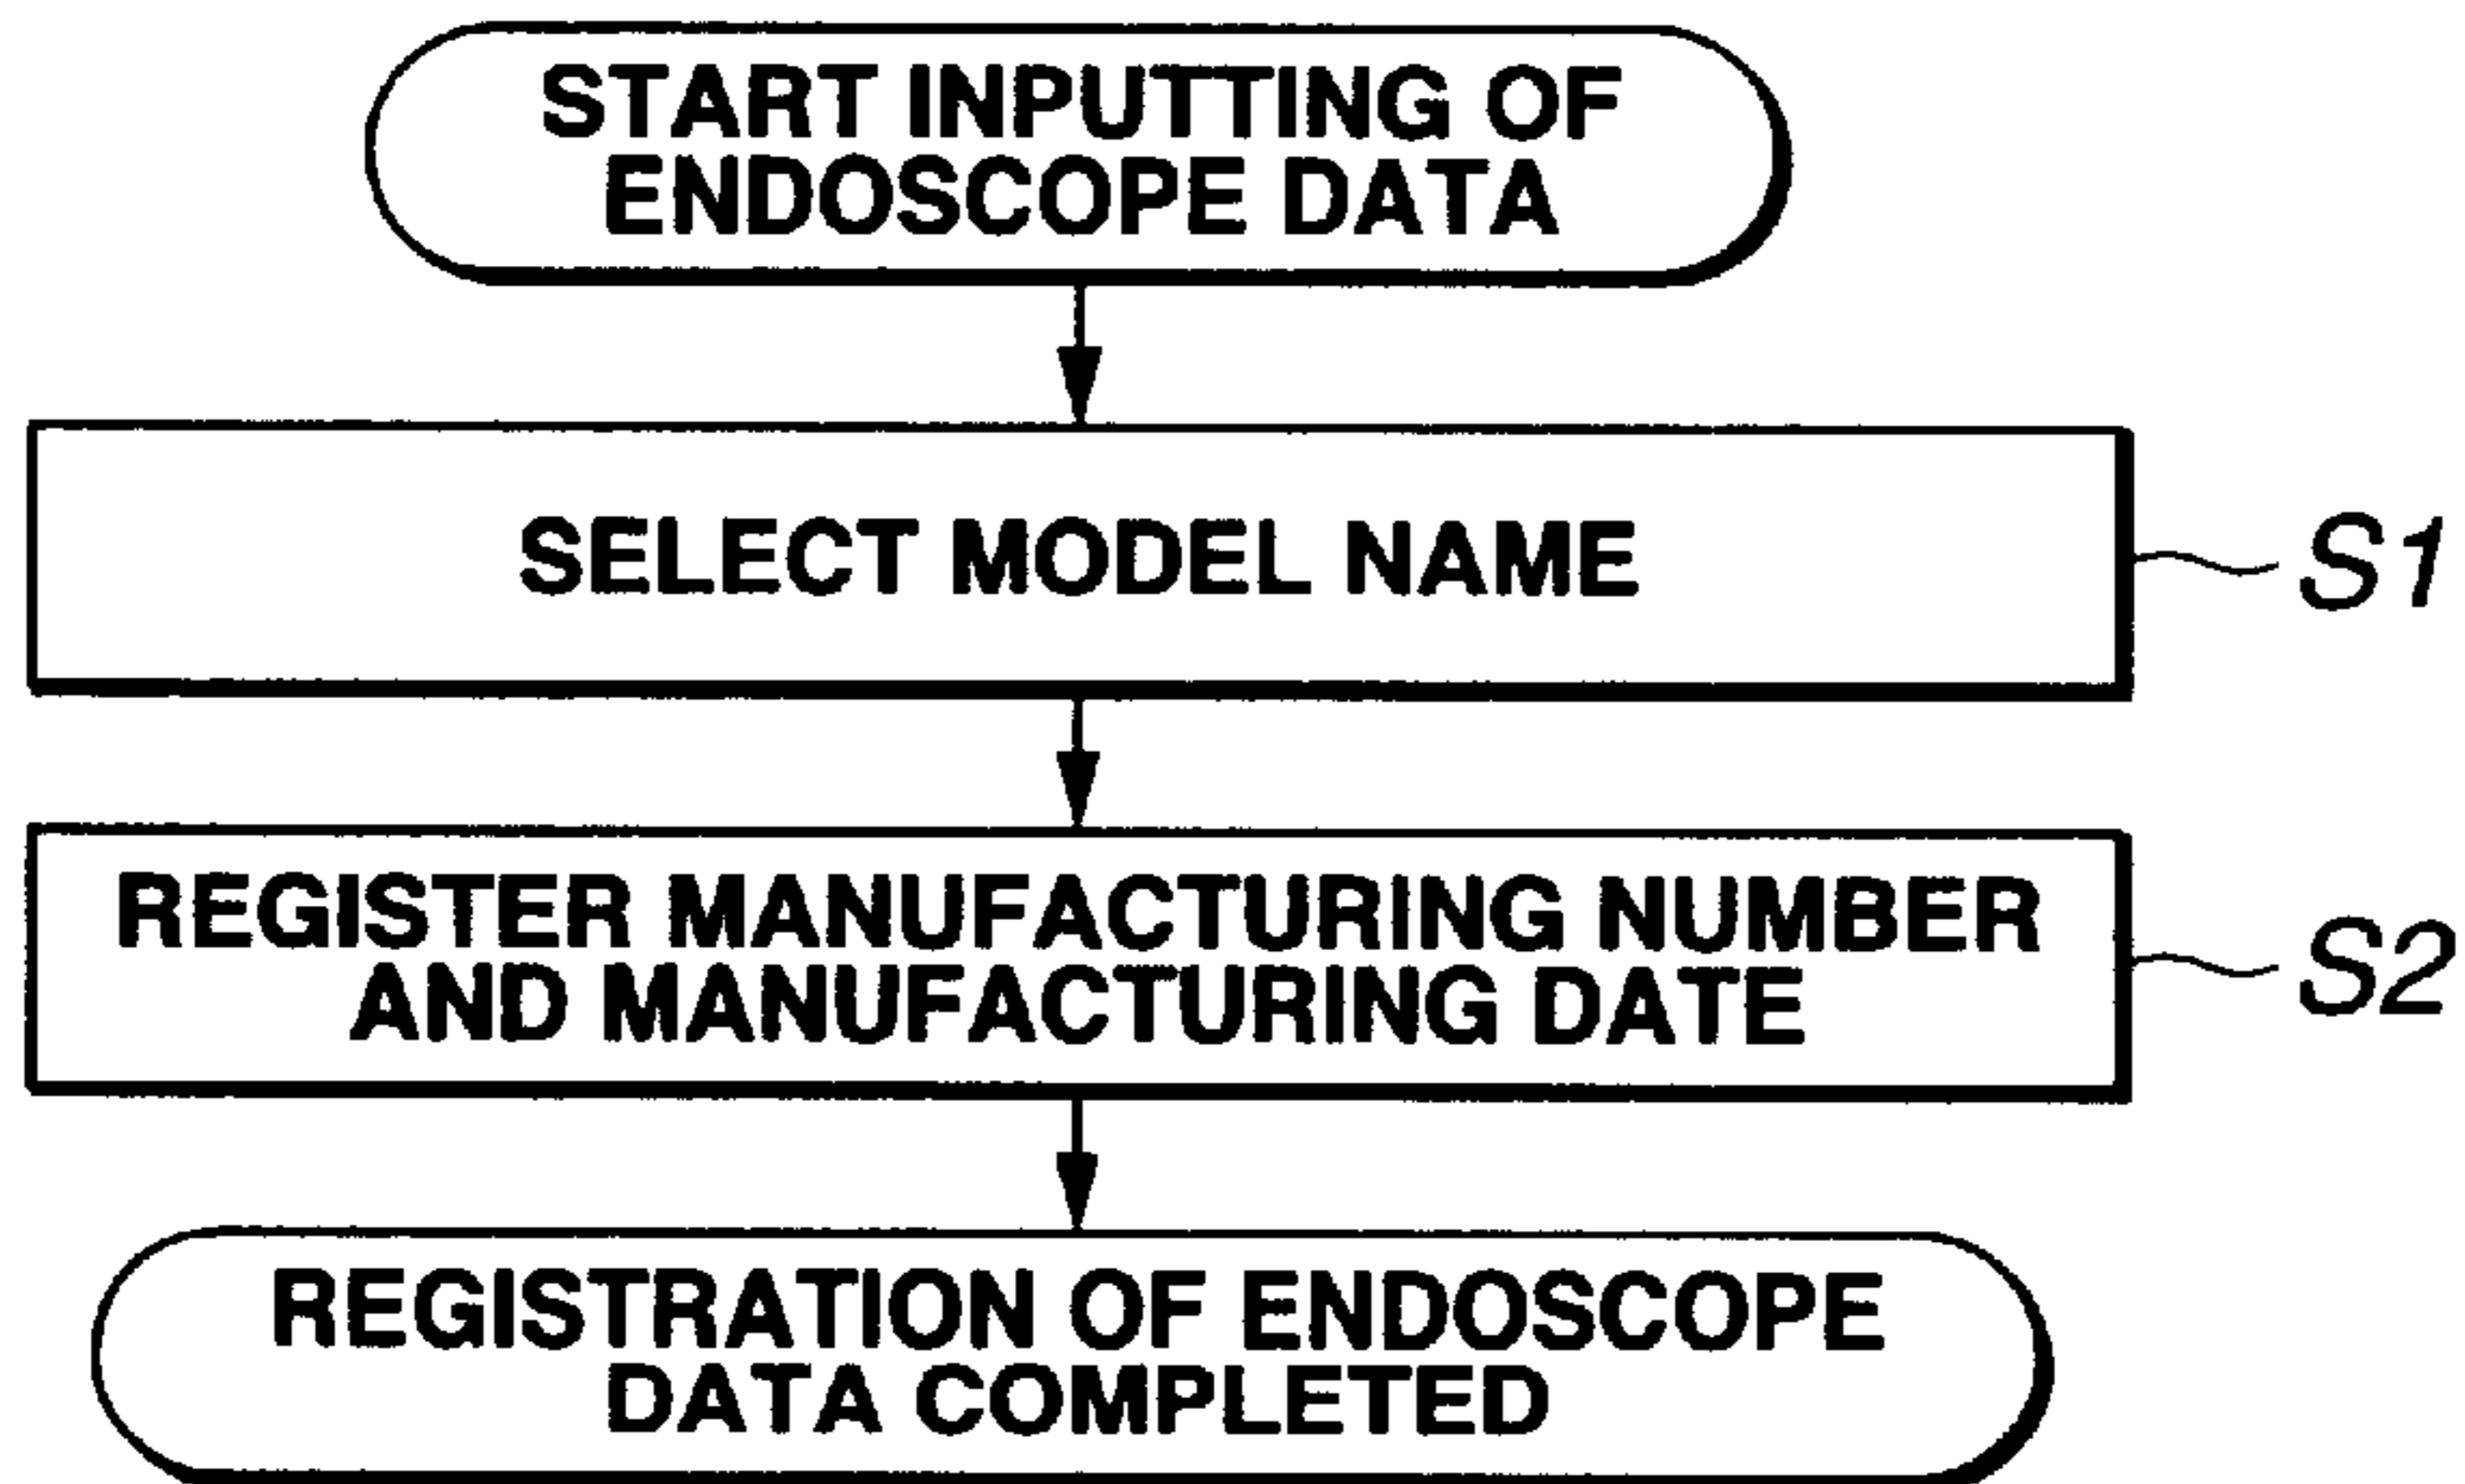 START INPUTTING OF
ENDOSCOPE DATA
SELECT MODEL NAME
S1
REGISTER MANUFACTURING NUMBER
AND MANUFACTURING DATE
S2
REGISTRATION OF ENDOSCOPE
DATA COMPLETED